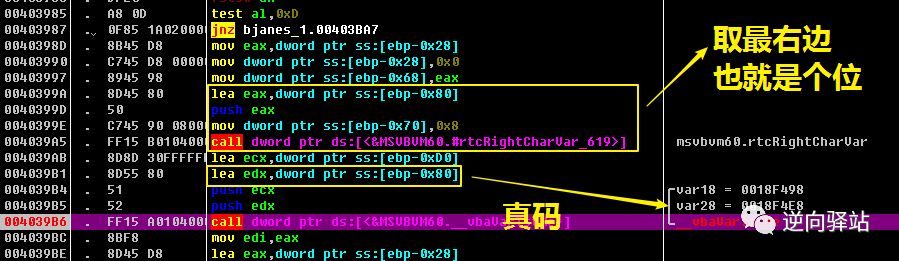 00403985 . A8 0D test al,0xD
00403987 . 0F85 1A020000 jnz bjanes_1.00403BA7
0040398D . 8B45 D8 mov eax,dword ptr ss:[ebp-0x28]
00403990 . C745 D8 00000 mov dword ptr ss:[ebp-0x28],0x0
00403997 . 8945 98 mov dword ptr ss:[ebp-0x68],eax
0040399A . 8D45 80 lea eax,dword ptr ss:[ebp-0x80]
0040399D . 50 push eax
0040399E . C745 90 08000 mov dword ptr ss:[ebp-0x70],0x8
004039A5 . FF15 B0104000 call dword ptr ds:[<&MSVBVM60.#rtcRightCharVar_619>] msvbvm60.rtcRightCharVar
004039AB . 8D8D 30FFFFFF lea ecx,dword ptr ss:[ebp-0xD0]
004039B1 . 8D55 80 lea edx,dword ptr ss:[ebp-0x80]
004039B4 . 51 push ecx var18 = 0018F498
004039B5 . 52 push edx var28 = 0018F4E8
004039B6 . FF15 A0104000 call dword ptr ds:[<&MSVBVM60.__vbaVar
004039BC . 8BF8 mov edi,eax
004039BE . 8D45 D8 lea eax,dword ptr ss:[ebp-0x28]
取最右边
也就是个位
真码
逆向驿站